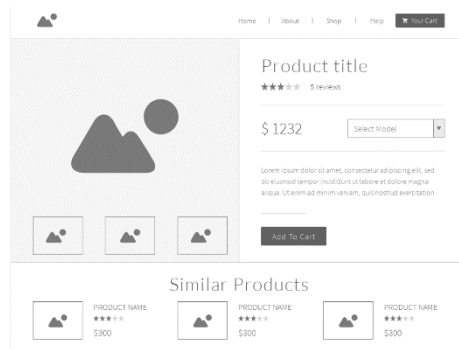 Home | About | Shop | Help Your Cart
Product title
5 reviews
$ 1232 Select Model
Lorem ipsum dolor sit amet, consectetur adipiscing elit, sed
do eiusmod tempor incididunt ut labore et dolore magna
aliqua. Ut enim ad minim veniam, quis nostrud exercitation
Add To Cart
Similar Products
PRODUCT NAME PRODUCT NAME PRODUCT NAME
$300 $300 $300